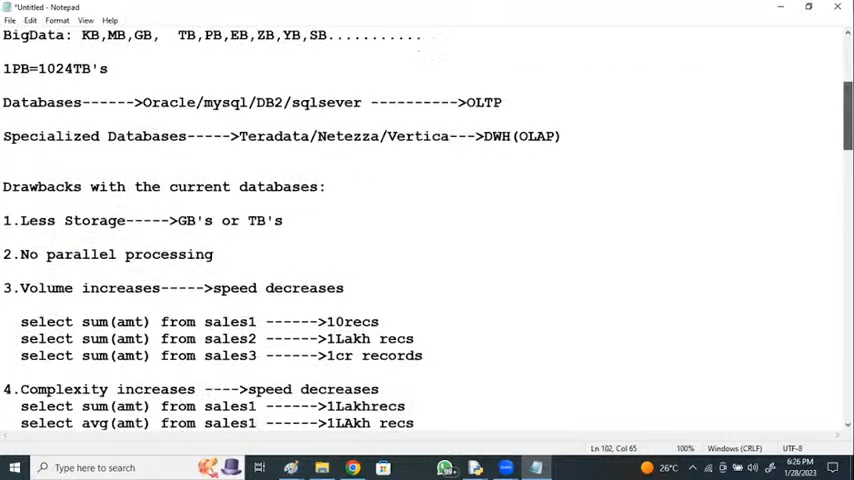 *Untitled - Notepad
File Edit Format View Help
BigData: KB,MB,GB, TB,PB,EB,ZB,YB,SB...........
1PB=1024TB's
Databases------>Oracle/mysql/DB2/sqlsever ---------->OLTP
Specialized Databases----->Teradata/Netezza/Vertica--->DWH(OLAP)
Drawbacks with the current databases:
1.Less Storage----->GB's or TB's
2.No parallel processing
3.Volume increases----->speed decreases
select sum(amt) from sales1 ------>10recs
select sum(amt) from sales2 ------>1Lakh recs
select sum(amt) from sales3 ------>1cr records
4.Complexity increases ---->speed decreases
select sum(amt) from sales1 ------>1Lakhrecs
select avg(amt) from sales1 ------>1LAkh recs
Ln 102, Col 65 100% Windows (CRLF) UTF-8
Type here to search
99+
26°C
6:26 PM
1/28/2023